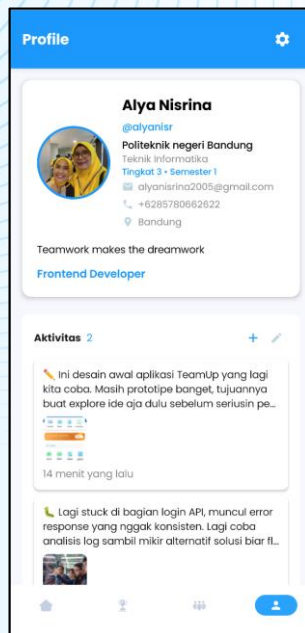 Profile
Alya Nisrina
@alyanisr
Politeknik negeri Bandung
Teknik Informatika
Tingkat 3 • Semester 1
alyanisrina2005@gmail.com
+6285780662622
Bandung
Teamwork makes the dreamwork
Frontend Developer
Aktivitas 2
✏️ Ini desain awal aplikasi TeamUp yang lagi
kita coba. Masih prototipe banget, tujuannya
buat explore ide aja dulu sebelum seriusin pe...
14 menit yang lalu
🐛 Lagi stuck di bagian login API, muncul error
response yang nggak konsisten. Lagi coba
analisis log sambil mikir alternatif solusi biar fl...